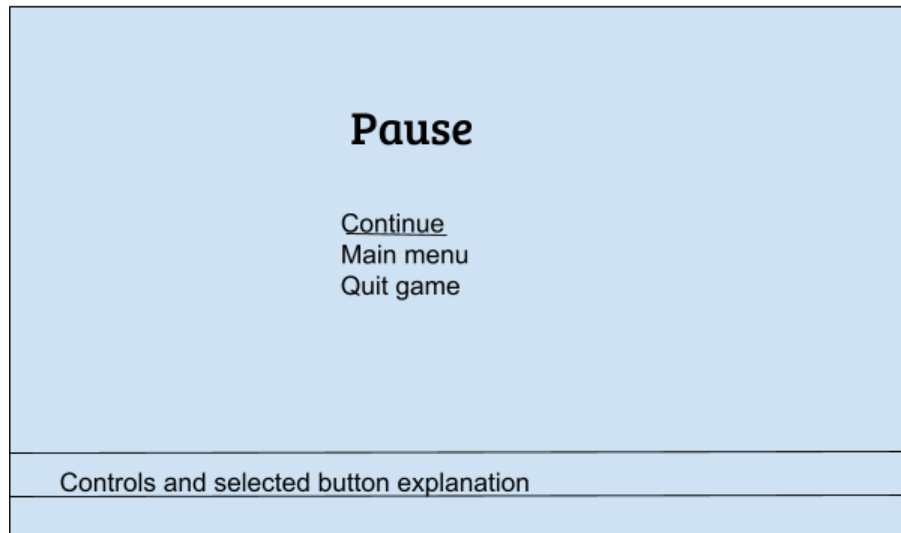 Pause
Continue
Main menu
Quit game
Controls and selected button explanation